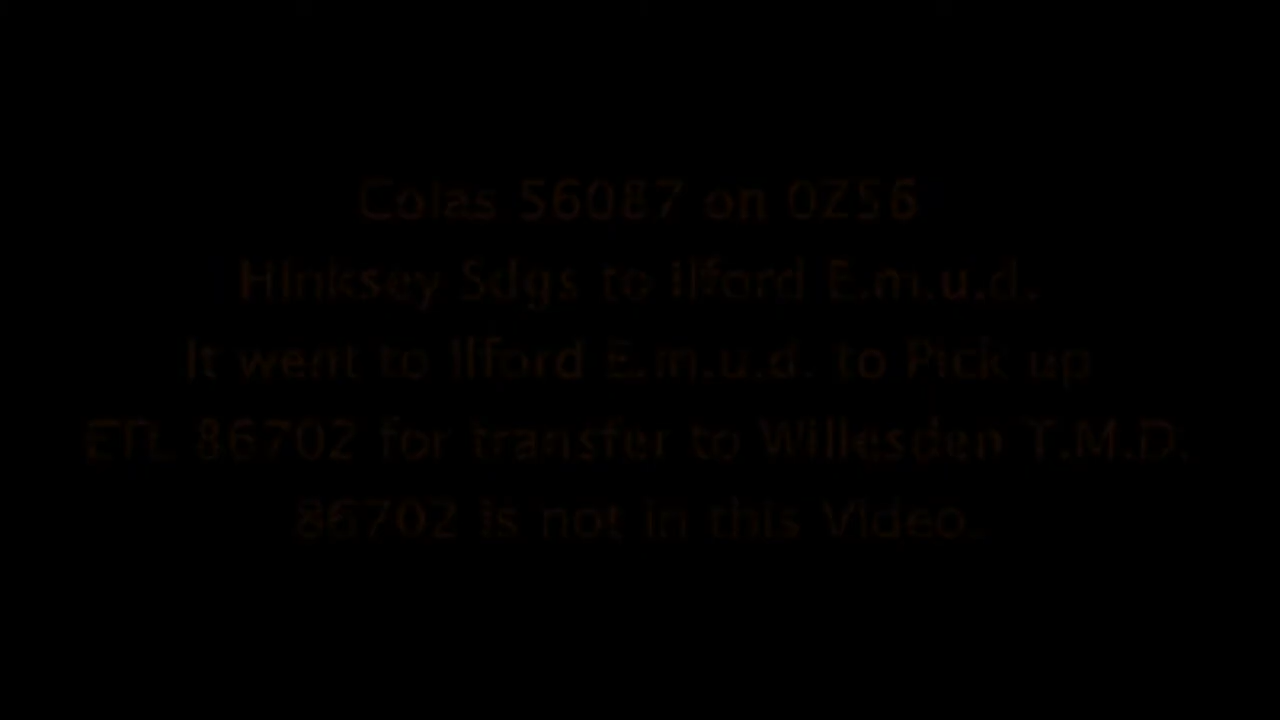 Colas 56087 on 0Z56
Hinksey Sdgs to Ilford E.m.u.d.
It went to Ilford E.m.u.d. to Pick up
ETL 86702 for transfer to Willesden T.M.D.
86702 is not in this Video.